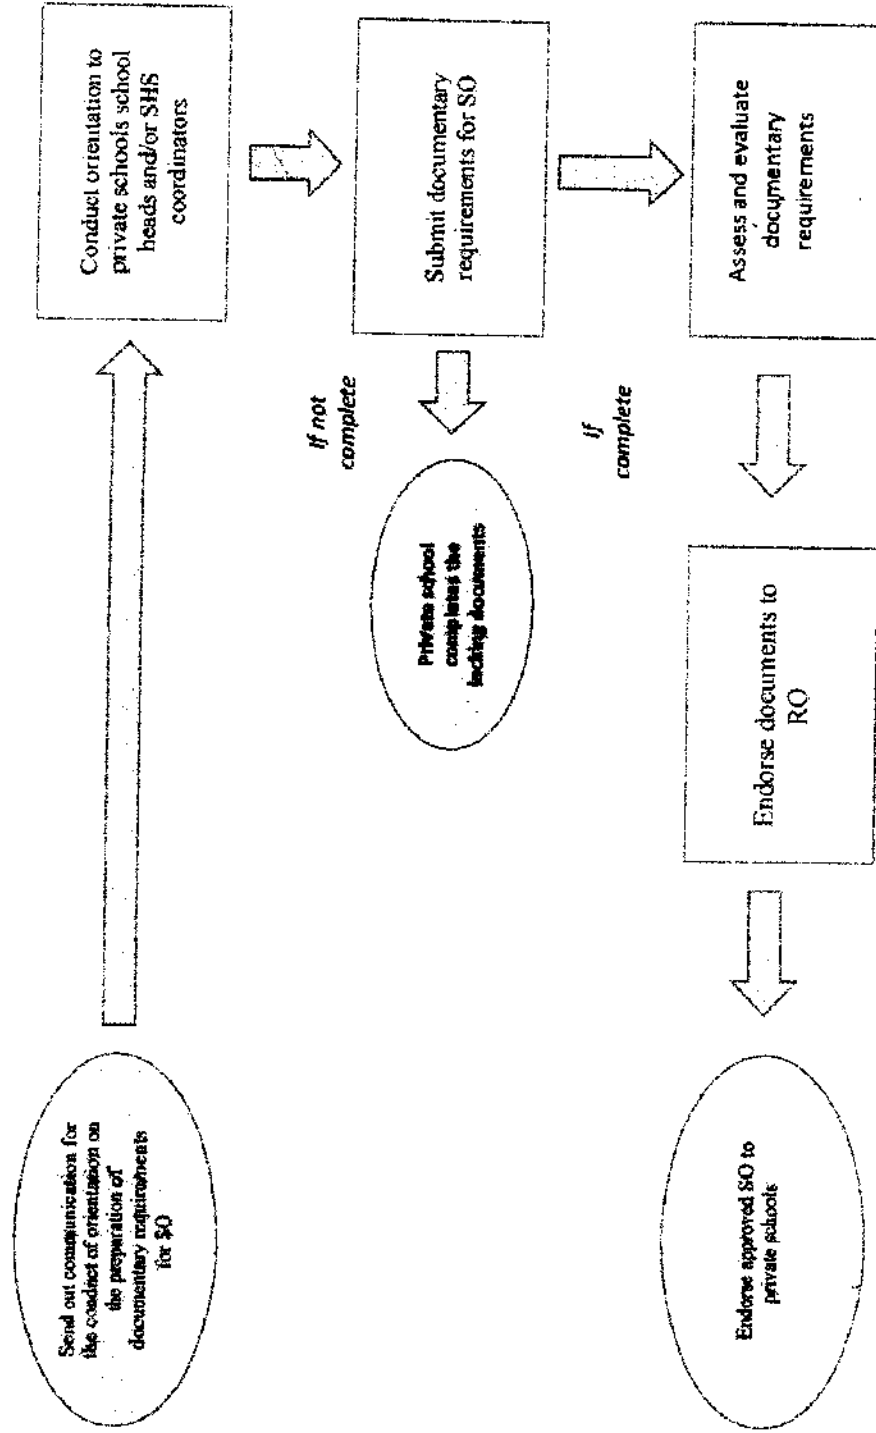 Send out communication for
the conduct of orientation on
the preparation of
documentary requirements
for SO
Conduct orientation to
private schools school
heads and/or SHS
coordinators
Submit documentary
requirements for SO
If not
complete
Private school
completes the
lacking documents
If
complete
Assess and evaluate
documentary
requirements
Endorse documents to
RO
Endorse approved SO to
private schools